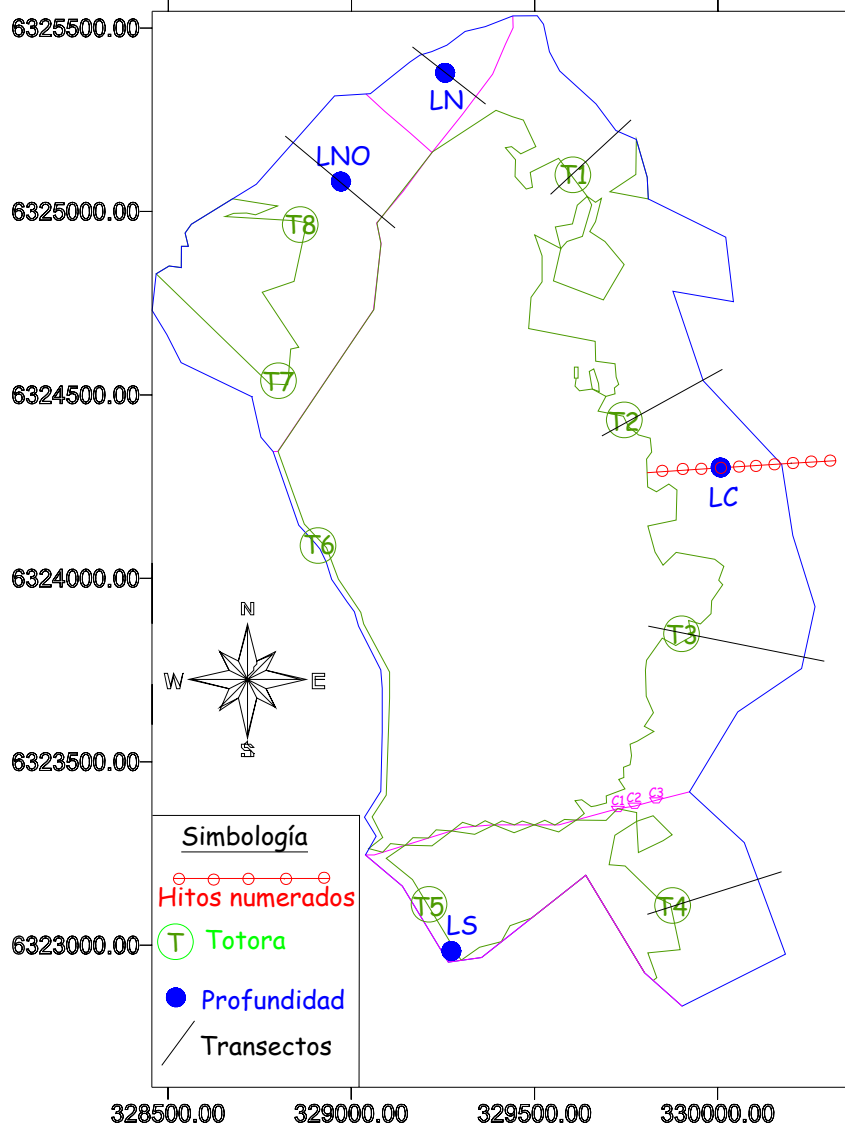 6325500.00
LN
LNO
T1
6325000.00
T8
6324500.00
T7
T2
LC
T6
6324000.00
T3
N
W E
S
6323500.00
C1 C2 C3
Simbología
Hitos numerados
T Totora
T5
LS
T4
6323000.00
Profundidad
Transectos
328500.00 329000.00 329500.00 330000.00